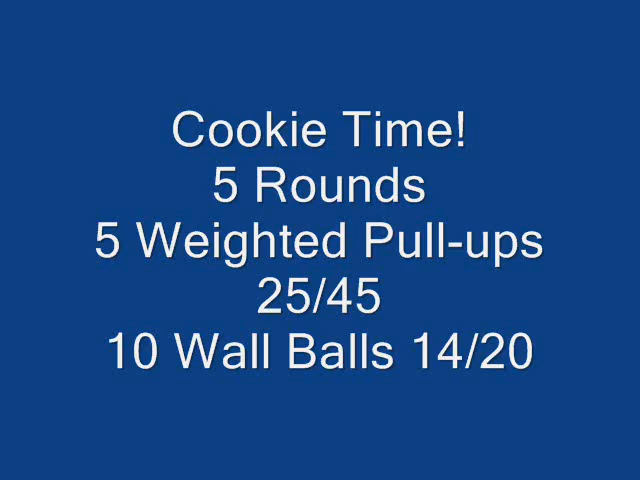 Cookie Time!
5 Rounds
5 Weighted Pull-ups
25/45
10 Wall Balls 14/20